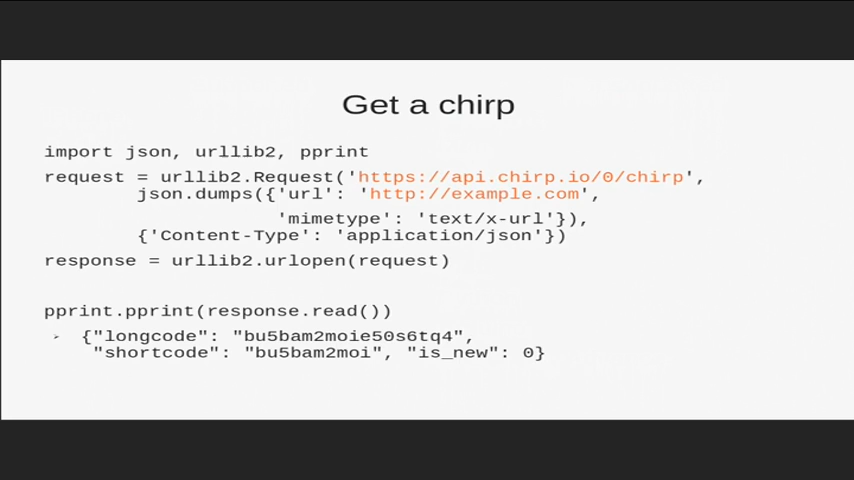 Get a chirp
import json, urllib2, pprint
request = urllib2.Request('https://api.chirp.io/0/chirp',
json.dumps({'url': 'http://example.com',
'mimetype': 'text/x-url'}),
{'Content-Type': 'application/json'})
response = urllib2.urlopen(request)
pprint.pprint(response.read())
➢ {"longcode": "bu5bam2moie50s6tq4",
"shortcode": "bu5bam2moi", "is_new": 0}